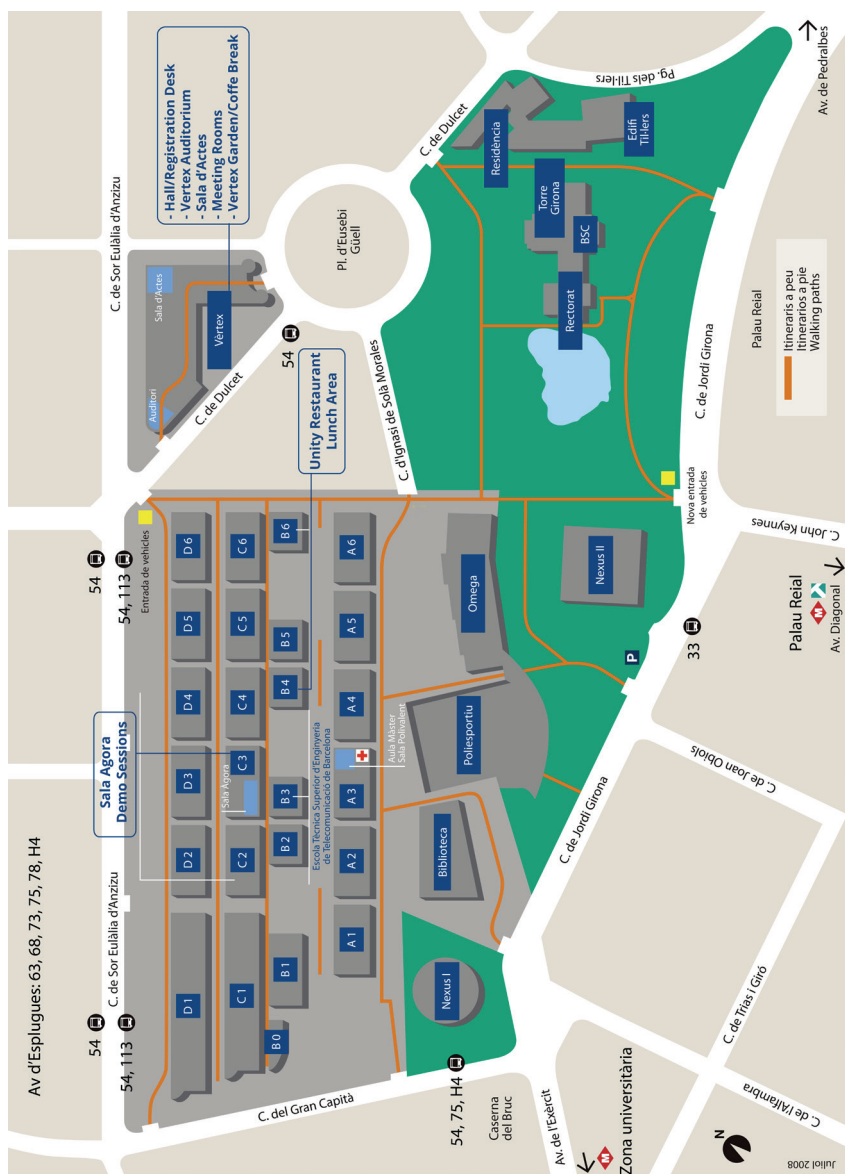 Av d'Esplugues: 63, 68, 73, 75, 78, H4
C. de Sor Eulàlia d'Anzizu
C. de Sor Eulàlia d'Anzizu
54
54, 113
54
54, 113
Entrada de vehicles
Sala Agora
Demo Sessions
- Hall/Registration Desk
- Vertex Auditorium
- Sala d'Actes
- Meeting Rooms
- Vertex Garden/Coffe Break
Sala d'Actes
Auditori
Vèrtex
C. de Dulcet
C. de Dulcet
54
Pl. d'Eusebi
Güell
D 1
D 2
D 3
D 4
D 5
D 6
C 1
C 2
C 3
C 4
C 5
C 6
Sala Agora
B 0
B 1
B 2
B 3
B 4
B 5
B 6
Unity Restaurant
Lunch Area
Escola Tècnica Superior d'Enginyeria
de Telecomunicació de Barcelona
A 1
A 2
A 3
A 4
A 5
A 6
Aula Màster
Sala Polivalent
C. d'Ignasi de Solà Morales
C. del Gran Capità
Nexus I
Biblioteca
Poliesportiu
Omega
Nexus II
P
Residència
Torre
Girona
BSC
Rectorat
Edifi
Til·lers
Pg. dels Til·lers
Av. de Pedralbes
54, 75, H4
Caserna
del Bruc
Av. de l'Exèrcit
M
Zona universitària
C. de Jordi Girona
C. de Jordi Girona
33
Nova entrada
de vehicles
C. John Keynnes
Palau Reial
M
Av. Diagonal
Palau Reial
Itineraris a peu
Itinerarios a pie
Walking paths
C. de Joan Obiols
C. de Trias i Giró
C. de l'Alfambra
N
Juliol 2008